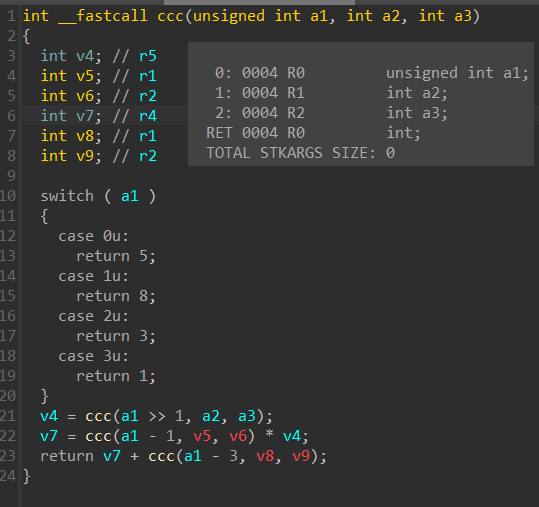 1 int __fastcall ccc(unsigned int a1, int a2, int a3)
2 {
3 int v4; // r5
4 int v5; // r1
5 int v6; // r2
6 int v7; // r4
7 int v8; // r1
8 int v9; // r2
9
10 switch ( a1 )
11 {
12 case 0u:
13 return 5;
14 case 1u:
15 return 8;
16 case 2u:
17 return 3;
18 case 3u:
19 return 1;
20 }
21 v4 = ccc(a1 >> 1, a2, a3);
22 v7 = ccc(a1 - 1, v5, v6) * v4;
23 return v7 + ccc(a1 - 3, v8, v9);
24 }
0: 0004 R0 unsigned int a1;
1: 0004 R1 int a2;
2: 0004 R2 int a3;
RET 0004 R0 int;
TOTAL STKARGS SIZE: 0